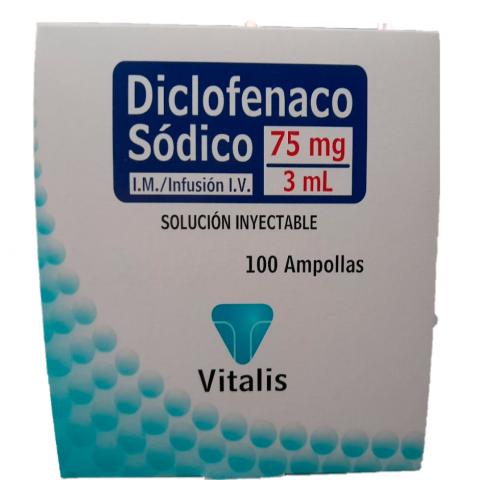 Diclofenaco
Sódico 75 mg
I.M./Infusión I.V. 3 mL
SOLUCIÓN INYECTABLE
100 Ampollas
Vitalis